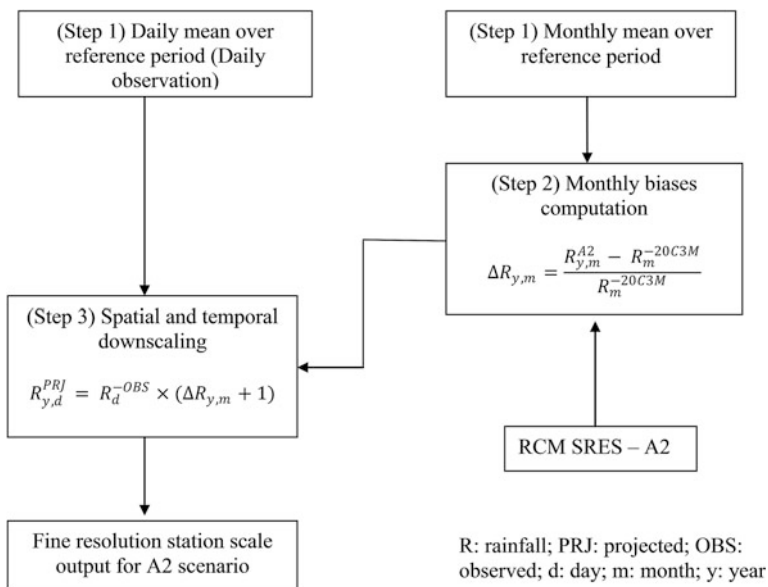 (Step 1) Daily mean over
reference period (Daily
observation)
(Step 1) Monthly mean over
reference period
(Step 2) Monthly biases
computation
ΔR_{y,m} = \frac{R_{y,m}^{A2} − R_m^{-20C3M}}{R_m^{-20C3M}}
(Step 3) Spatial and temporal
downscaling
R_{y,d}^{PRJ} = R_d^{-OBS} × (ΔR_{y,m} + 1)
RCM SRES – A2
Fine resolution station scale
output for A2 scenario
R: rainfall; PRJ: projected; OBS:
observed; d: day; m: month; y: year